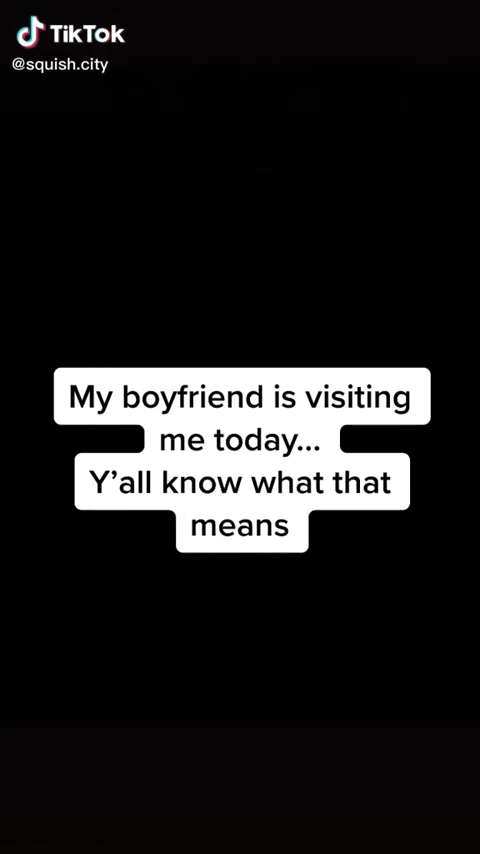 TikTok
@squish.city
My boyfriend is visiting
me today...
Y’all know what that
means